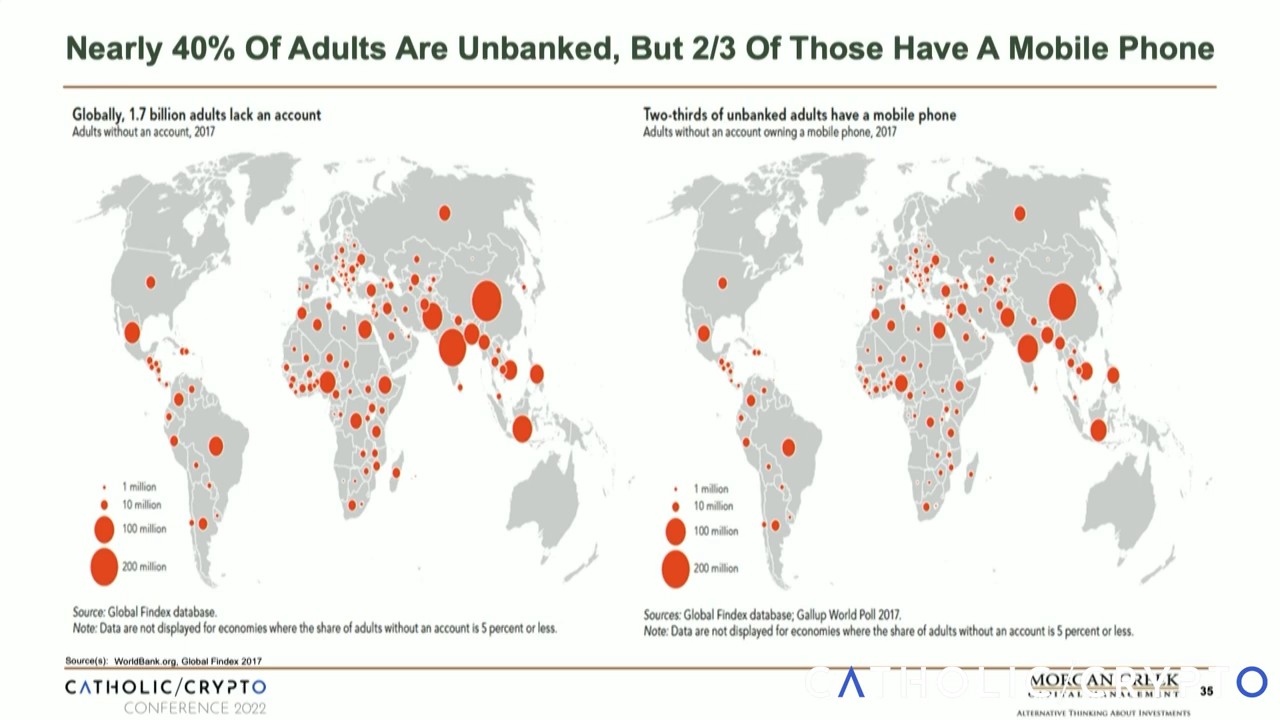 Nearly 40% Of Adults Are Unbanked, But 2/3 Of Those Have A Mobile Phone
Globally, 1.7 billion adults lack an account
Adults without an account, 2017
1 million
10 million
100 million
200 million
Source: Global Findex database.
Note: Data are not displayed for economies where the share of adults without an account is 5 percent or less.
Two-thirds of unbanked adults have a mobile phone
Adults without an account owning a mobile phone, 2017
1 million
10 million
100 million
200 million
Sources: Global Findex database; Gallup World Poll 2017.
Note: Data are not displayed for economies where the share of adults without an account is 5 percent or less.
Source(s): WorldBank.org, Global Findex 2017
CATHOLIC/CRYPTO
CONFERENCE 2022
CATHOLIC/CRYPTO
MORGAN CREEK
CAPITAL MANAGEMENT
ALTERNATIVE THINKING ABOUT INVESTMENTS
35